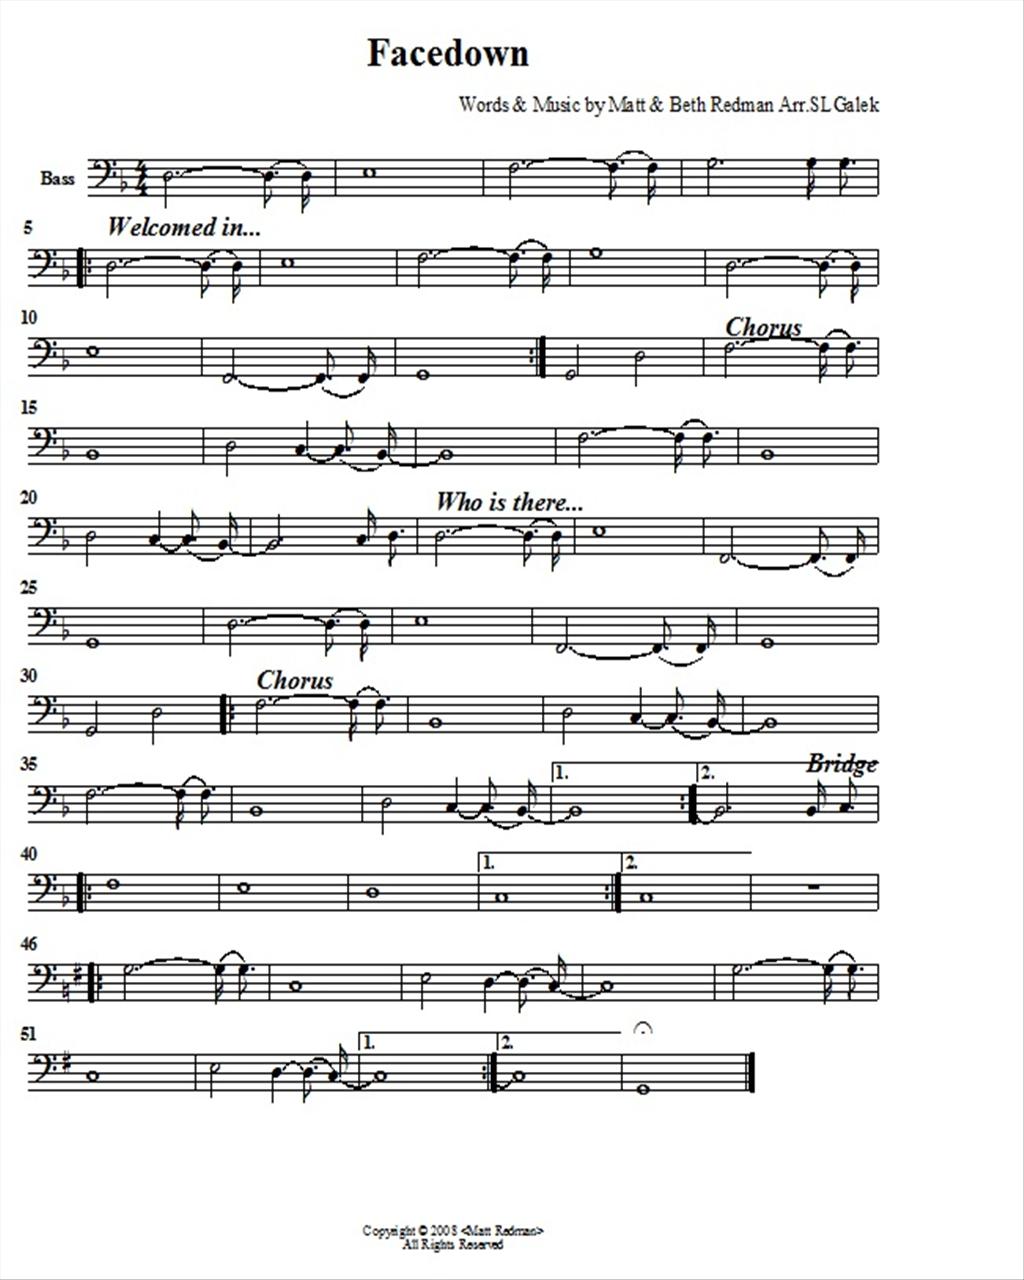 Facedown
Words & Music by Matt & Beth Redman Arr.SL Galek
Bass
5
Welcomed in...
10
Chorus
15
20
Who is there...
25
30
Chorus
35
1.
2.
Bridge
40
1.
2.
46
51
1.
2.
Copyright © 2008 <Matt Redman>
All Rights Reserved